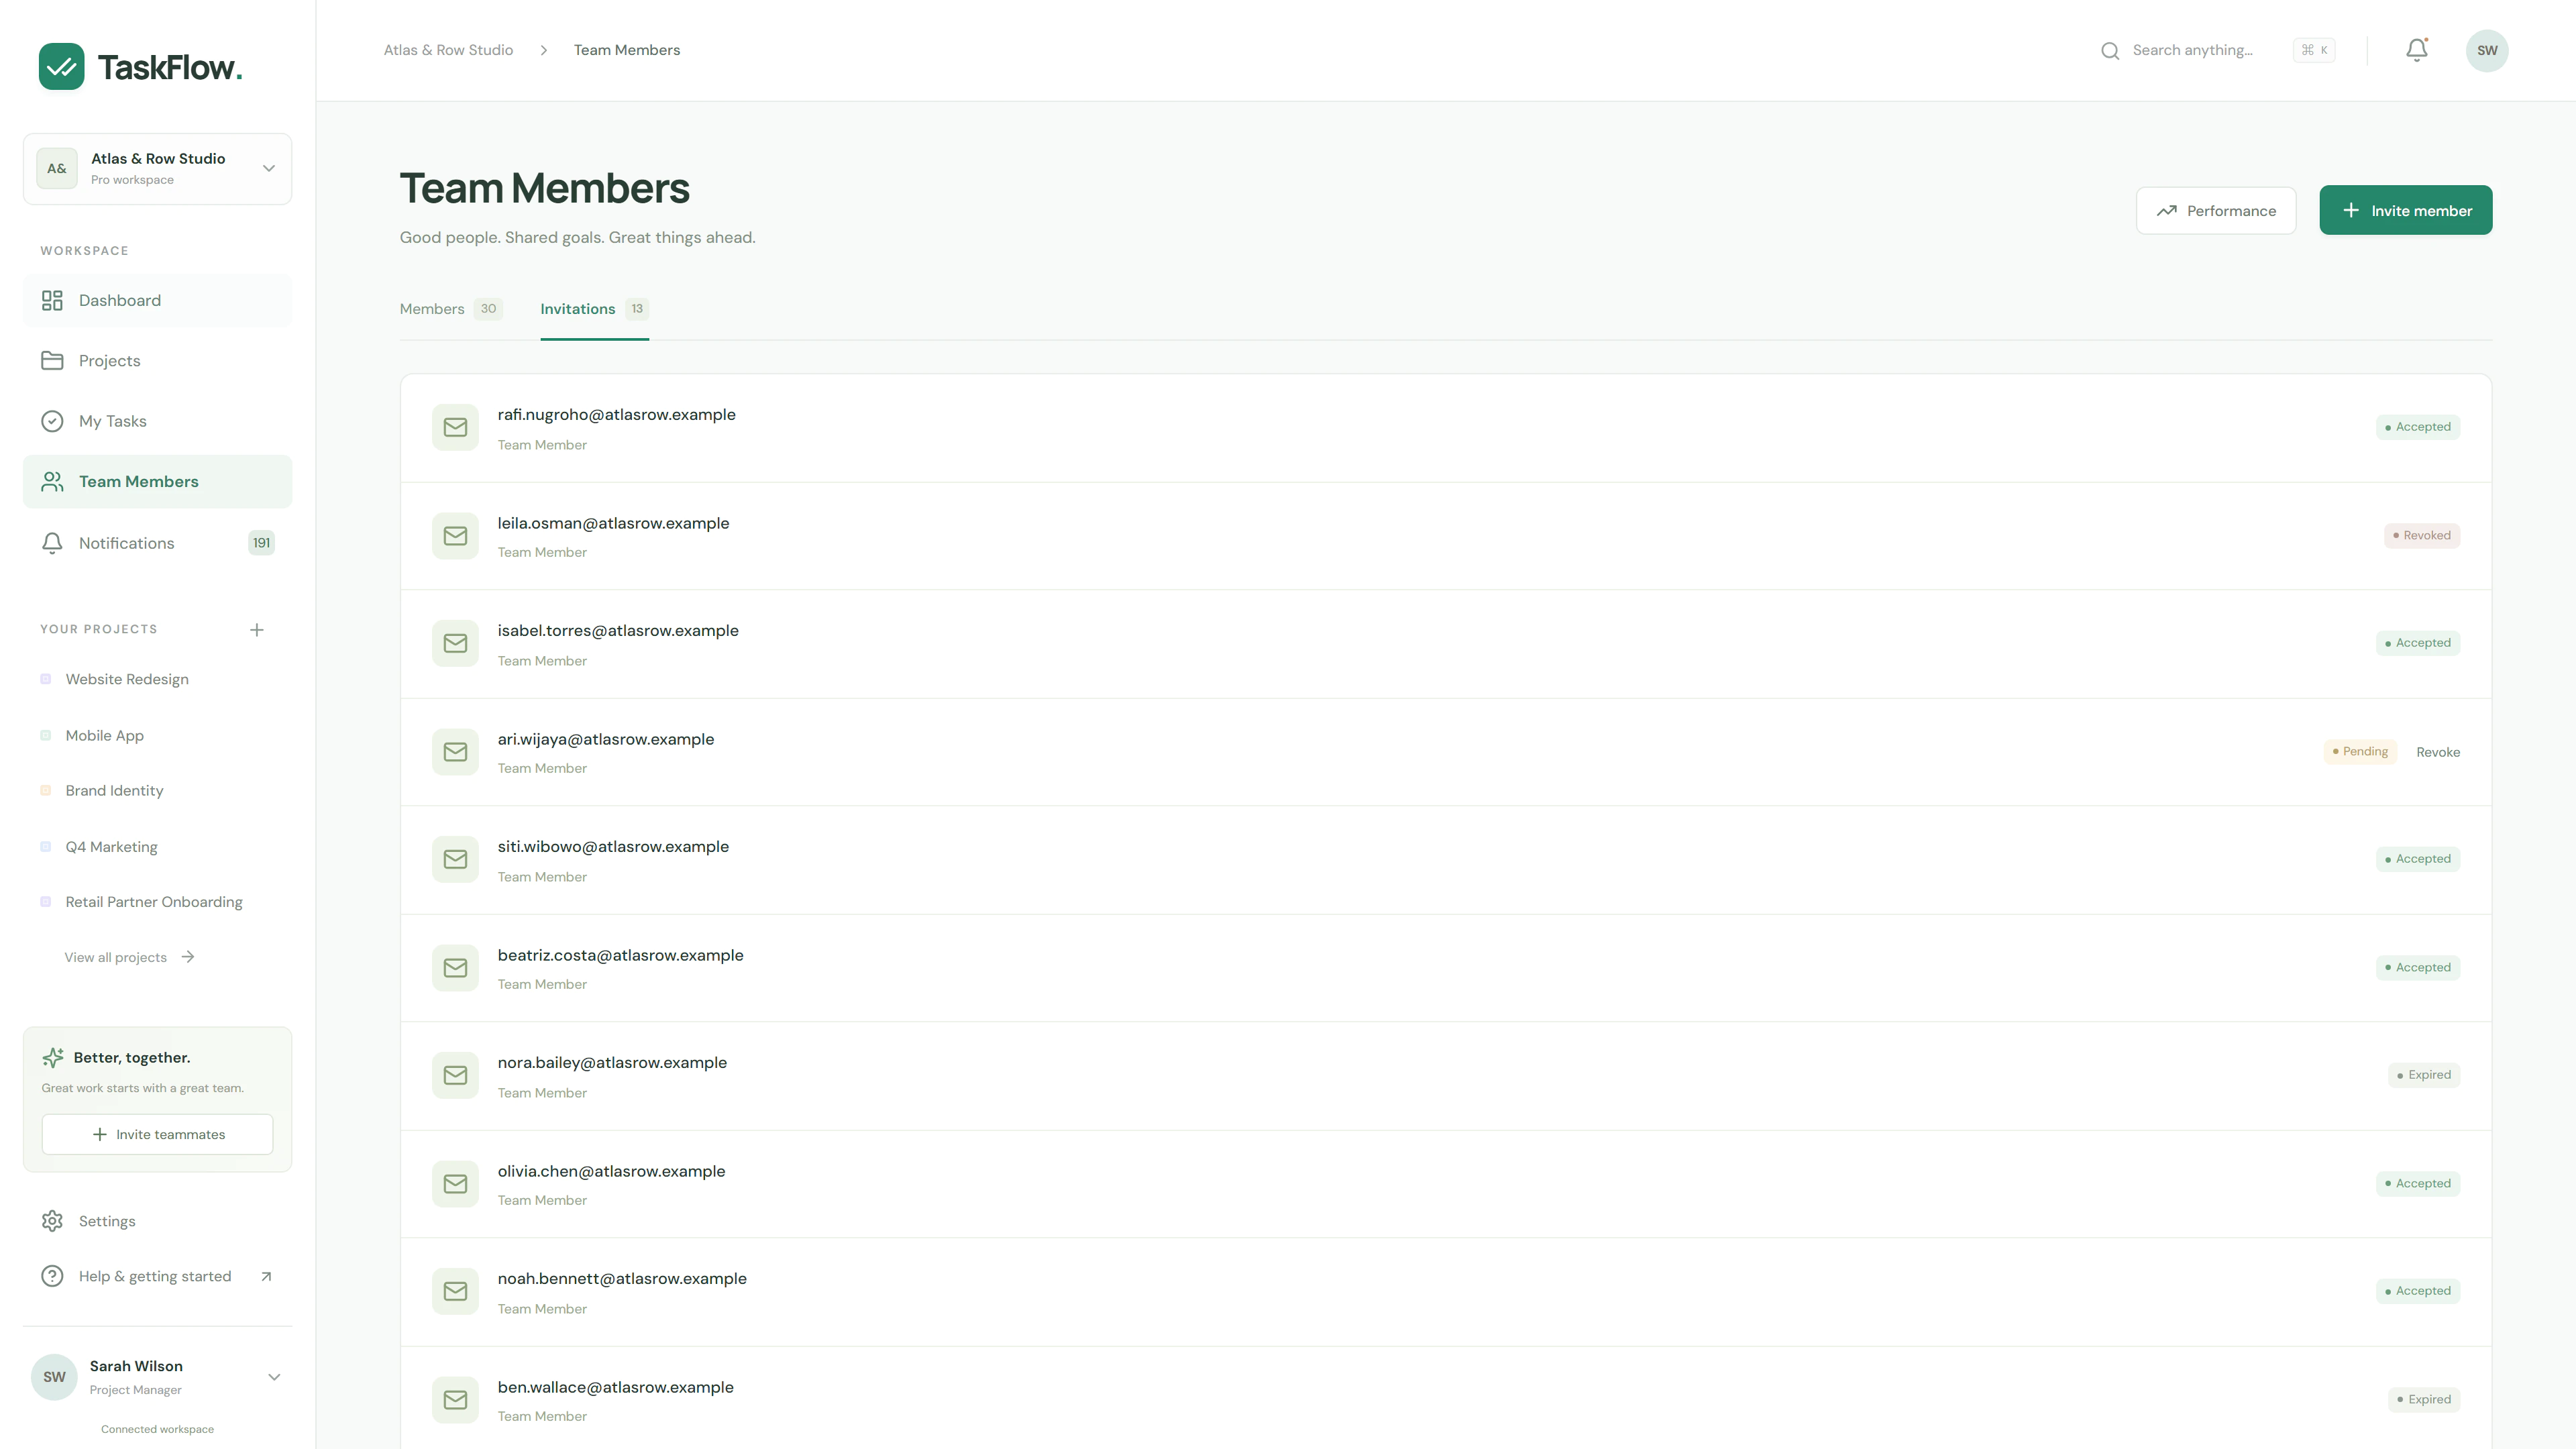 TaskFlow.
A&
Atlas & Row Studio
Pro workspace
WORKSPACE
Dashboard
Projects
My Tasks
Team Members
Notifications 191
YOUR PROJECTS
Website Redesign
Mobile App
Brand Identity
Q4 Marketing
Retail Partner Onboarding
View all projects
Better, together.
Great work starts with a great team.
Invite teammates
Settings
Help & getting started
SW
Sarah Wilson
Project Manager
Connected workspace
Atlas & Row Studio Team Members
Search anything... ⌘ K
SW
Team Members
Good people. Shared goals. Great things ahead.
Performance
Invite member
Members 30
Invitations 13
rafi.nugroho@atlasrow.example
Team Member
Accepted
leila.osman@atlasrow.example
Team Member
Revoked
isabel.torres@atlasrow.example
Team Member
Accepted
ari.wijaya@atlasrow.example
Team Member
Pending Revoke
siti.wibowo@atlasrow.example
Team Member
Accepted
beatriz.costa@atlasrow.example
Team Member
Accepted
nora.bailey@atlasrow.example
Team Member
Expired
olivia.chen@atlasrow.example
Team Member
Accepted
noah.bennett@atlasrow.example
Team Member
Accepted
ben.wallace@atlasrow.example
Team Member
Expired